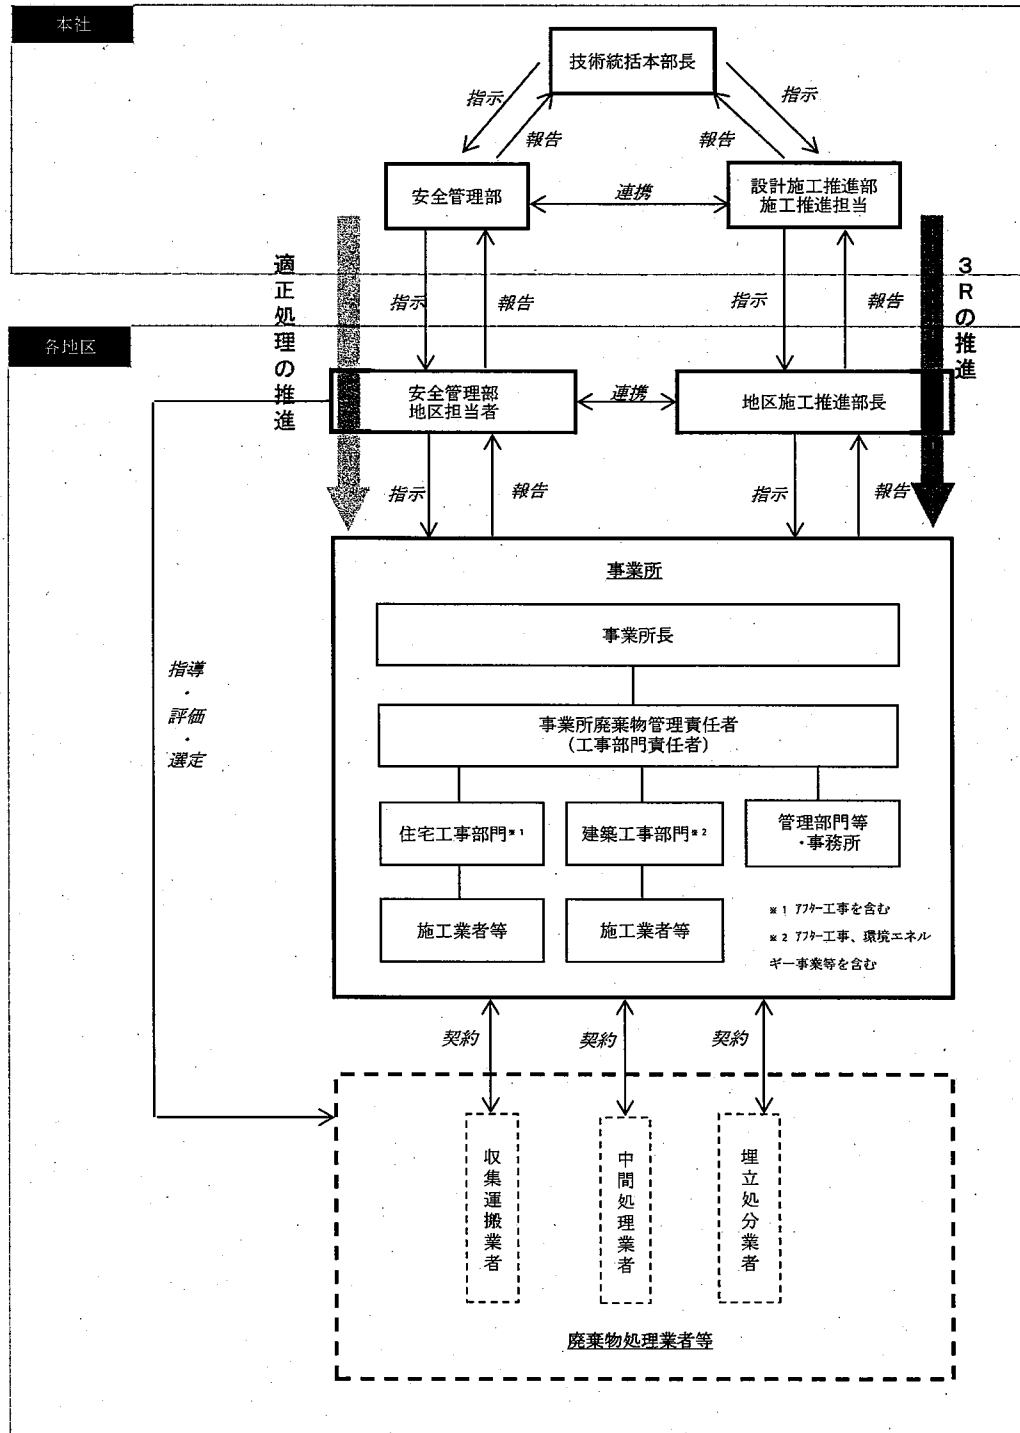 本社
技術統括本部長
指示
報告
報告
指示
安全管理部
連携
設計施工推進部
施工推進担当
適正処理の推進
指示
報告
指示
報告
3Rの推進
各地区
安全管理部
地区担当者
連携
地区施工推進部長
指示
報告
指示
報告
事業所
事業所長
事業所廃棄物管理責任者
(工事部門責任者)
住宅工事部門※1
建築工事部門※2
管理部門等
・事務所
施工業者等
施工業者等
※1 ｱﾌﾀｰ工事を含む
※2 ｱﾌﾀｰ工事、環境エネル
ギー事業等を含む
指導
・
評価
・
選定
契約
契約
契約
収集運搬業者
中間処理業者
埋立処分業者
廃棄物処理業者等